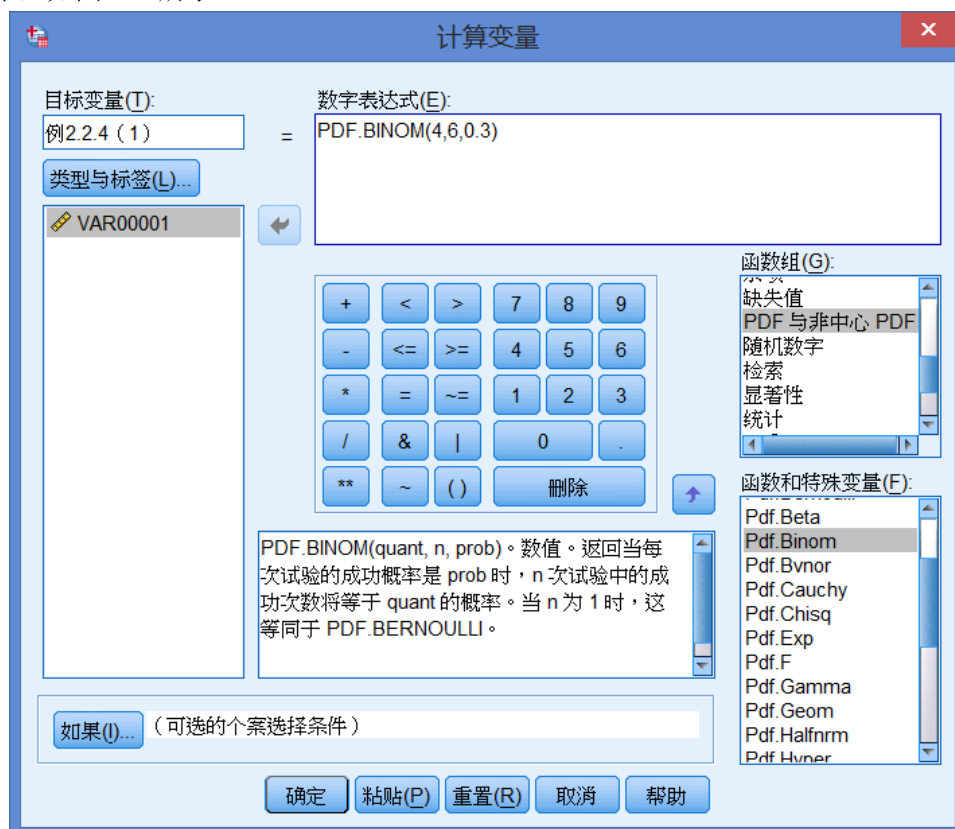 计算变量
目标变量(T):
数字表达式(E):
例2.2.4（1）
=
PDF.BINOM(4,6,0.3)
类型与标签(L)...
VAR00001
函数组(G):
缺失值
PDF 与非中心 PDF
随机数字
检索
显著性
统计
+ < > 7 8 9
- <= >= 4 5 6
* = ~= 1 2 3
/ & | 0 .
** ~ ( ) 删除
函数和特殊变量(F):
Pdf.Beta
Pdf.Binom
Pdf.Bvnor
Pdf.Cauchy
Pdf.Chisq
Pdf.Exp
Pdf.F
Pdf.Gamma
Pdf.Geom
Pdf.Halfnrm
Pdf.Hyper
PDF.BINOM(quant, n, prob)。数值。返回当每
次试验的成功概率是 prob 时，n 次试验中的成
功次数将等于 quant 的概率。当 n 为 1 时，这
等同于 PDF.BERNOULLI。
如果(I)...
（可选的个案选择条件）
确定
粘贴(P)
重置(R)
取消
帮助